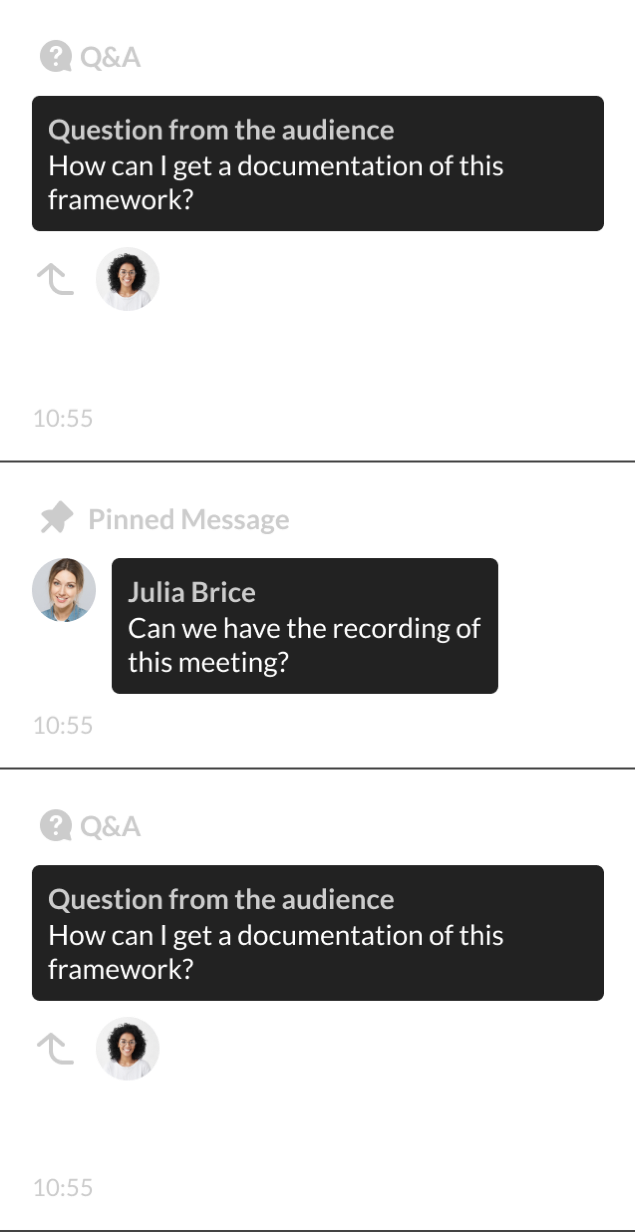 Q&A
Question from the audience
How can I get a documentation of this
framework?
10:55
Pinned Message
Julia Brice
Can we have the recording of
this meeting?
10:55
Q&A
Question from the audience
How can I get a documentation of this
framework?
10:55